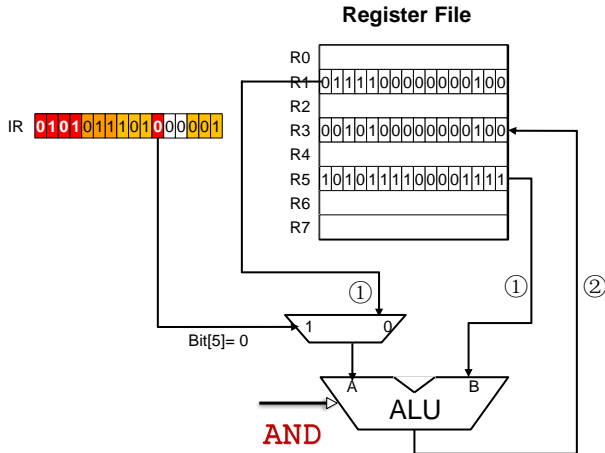 Register File
R0
R1 0111100000000100
R2
IR 0101011101000001
R3 0010100000000100
R4
R5 1010111100001111
R6
R7
① ① ②
1 0
Bit[5]= 0
A B
ALU
AND